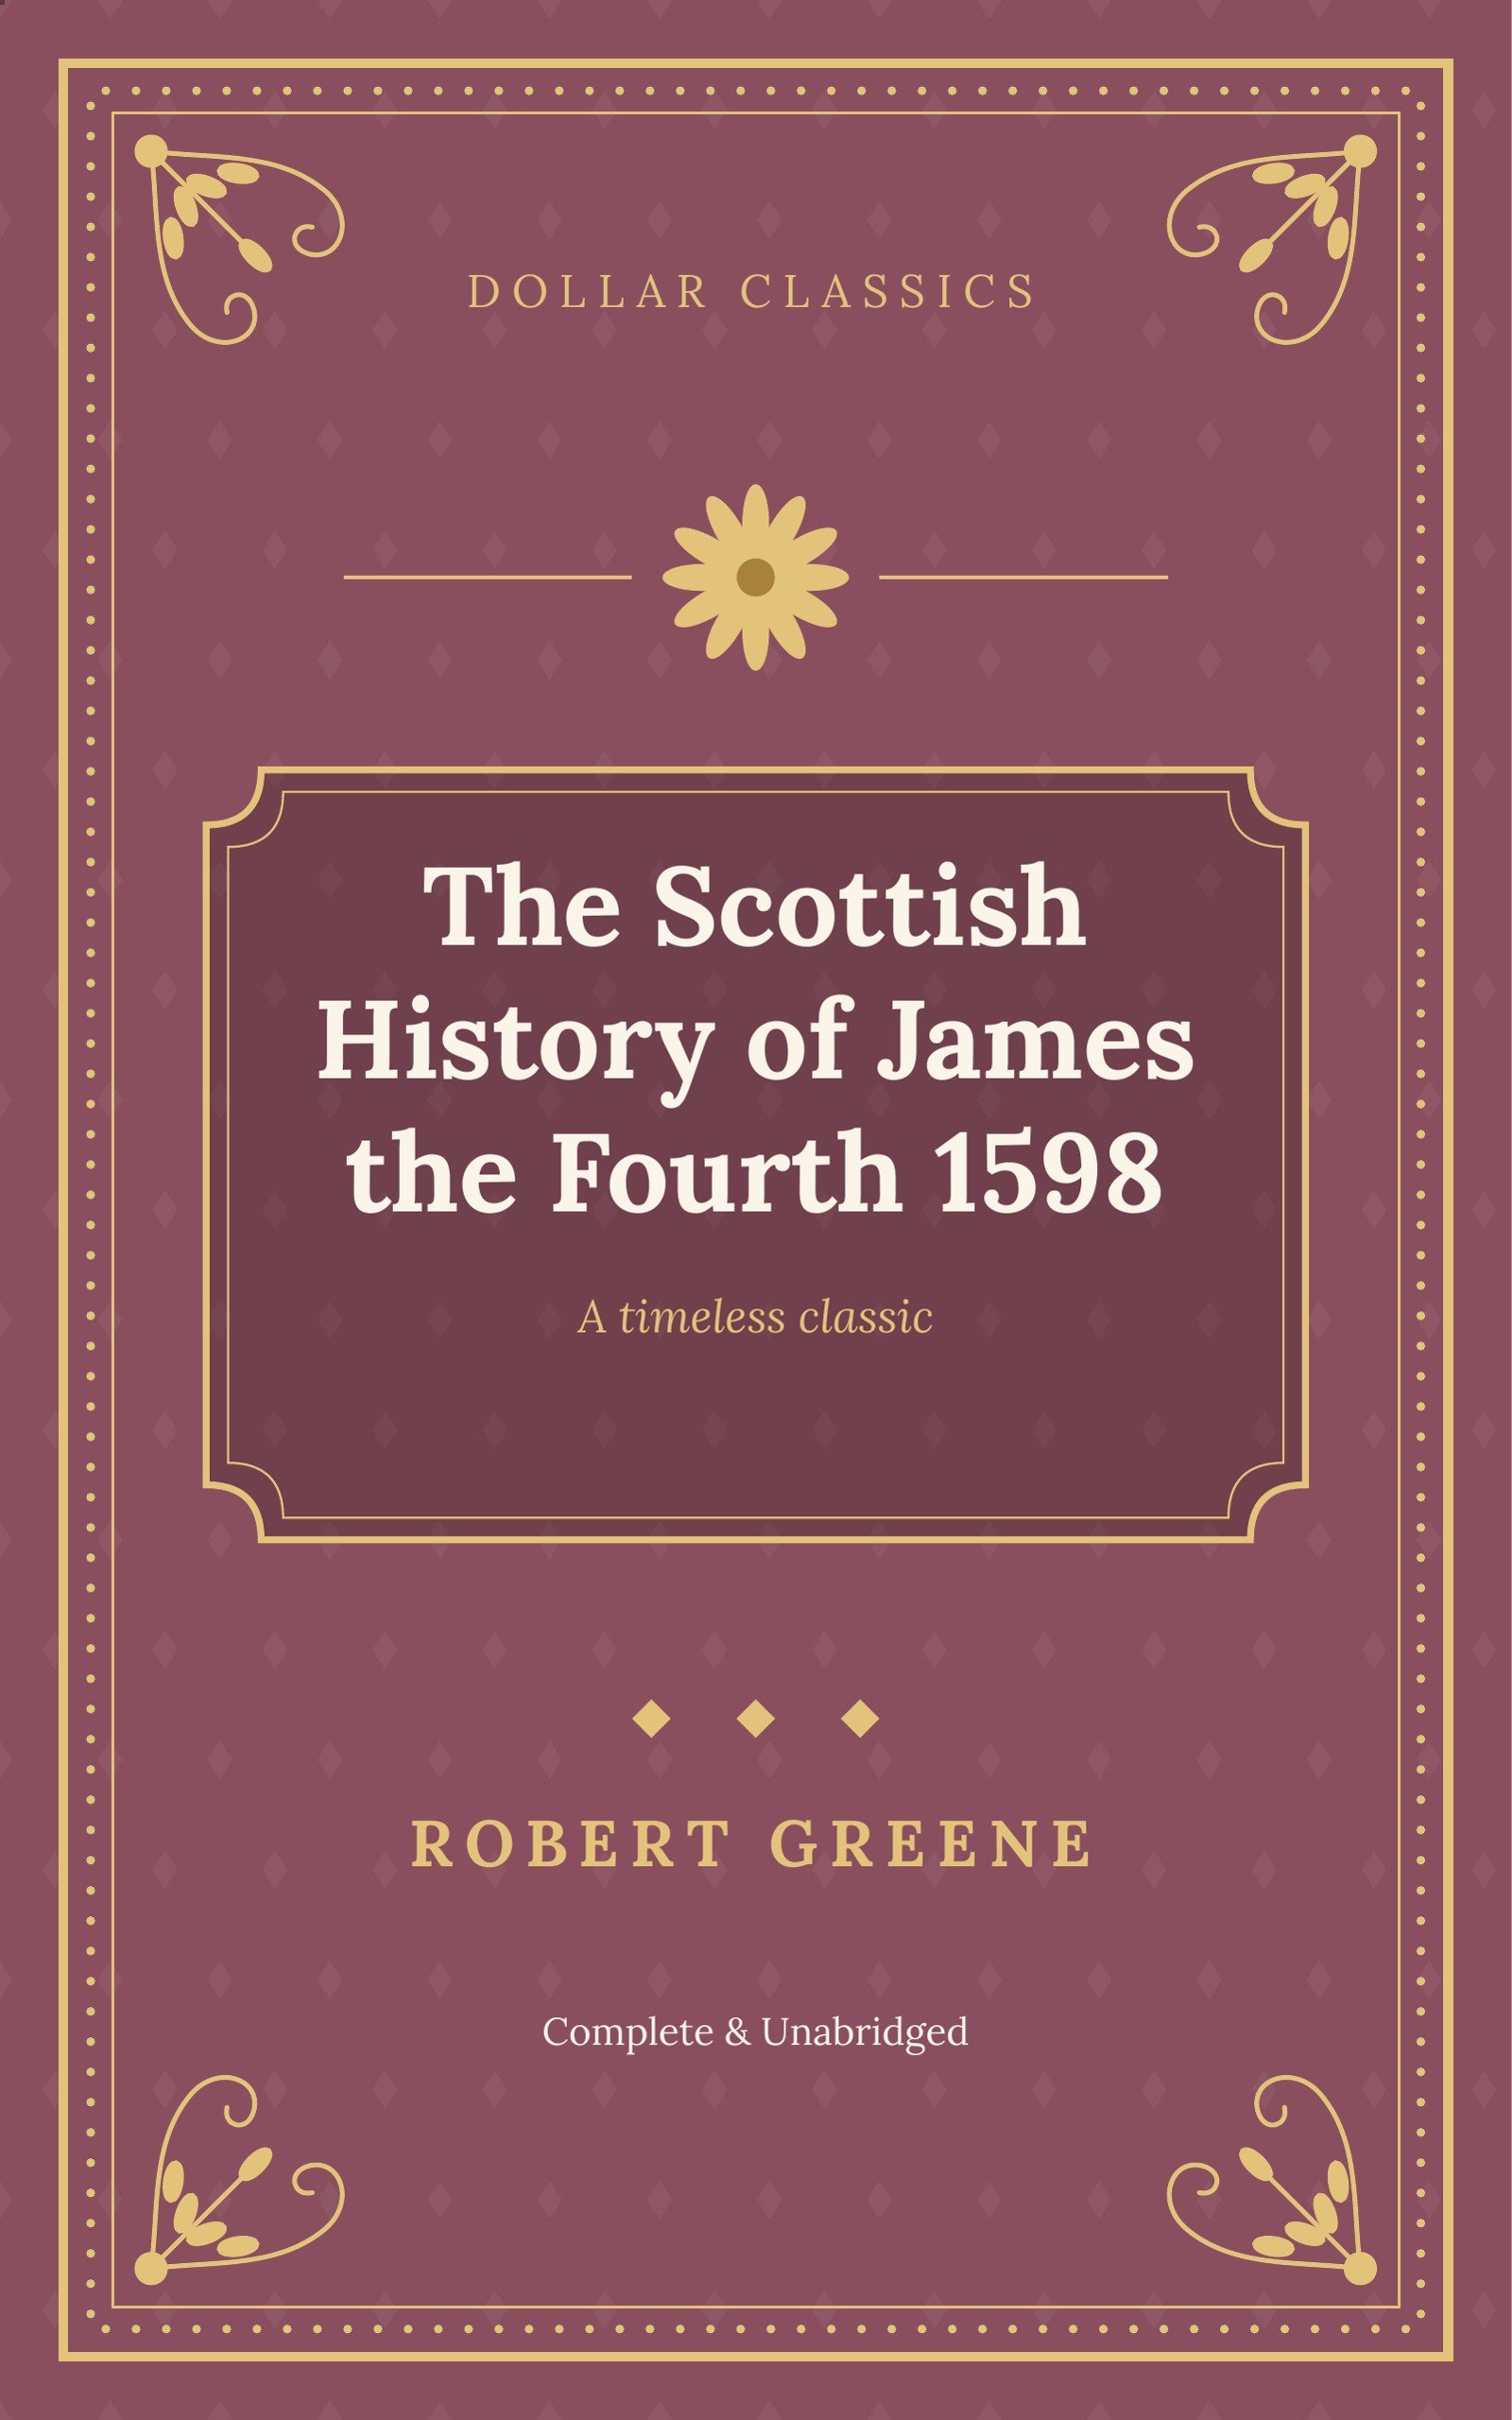 DOLLAR CLASSICS
The Scottish
History of James
the Fourth 1598
A timeless classic
ROBERT GREENE
Complete & Unabridged